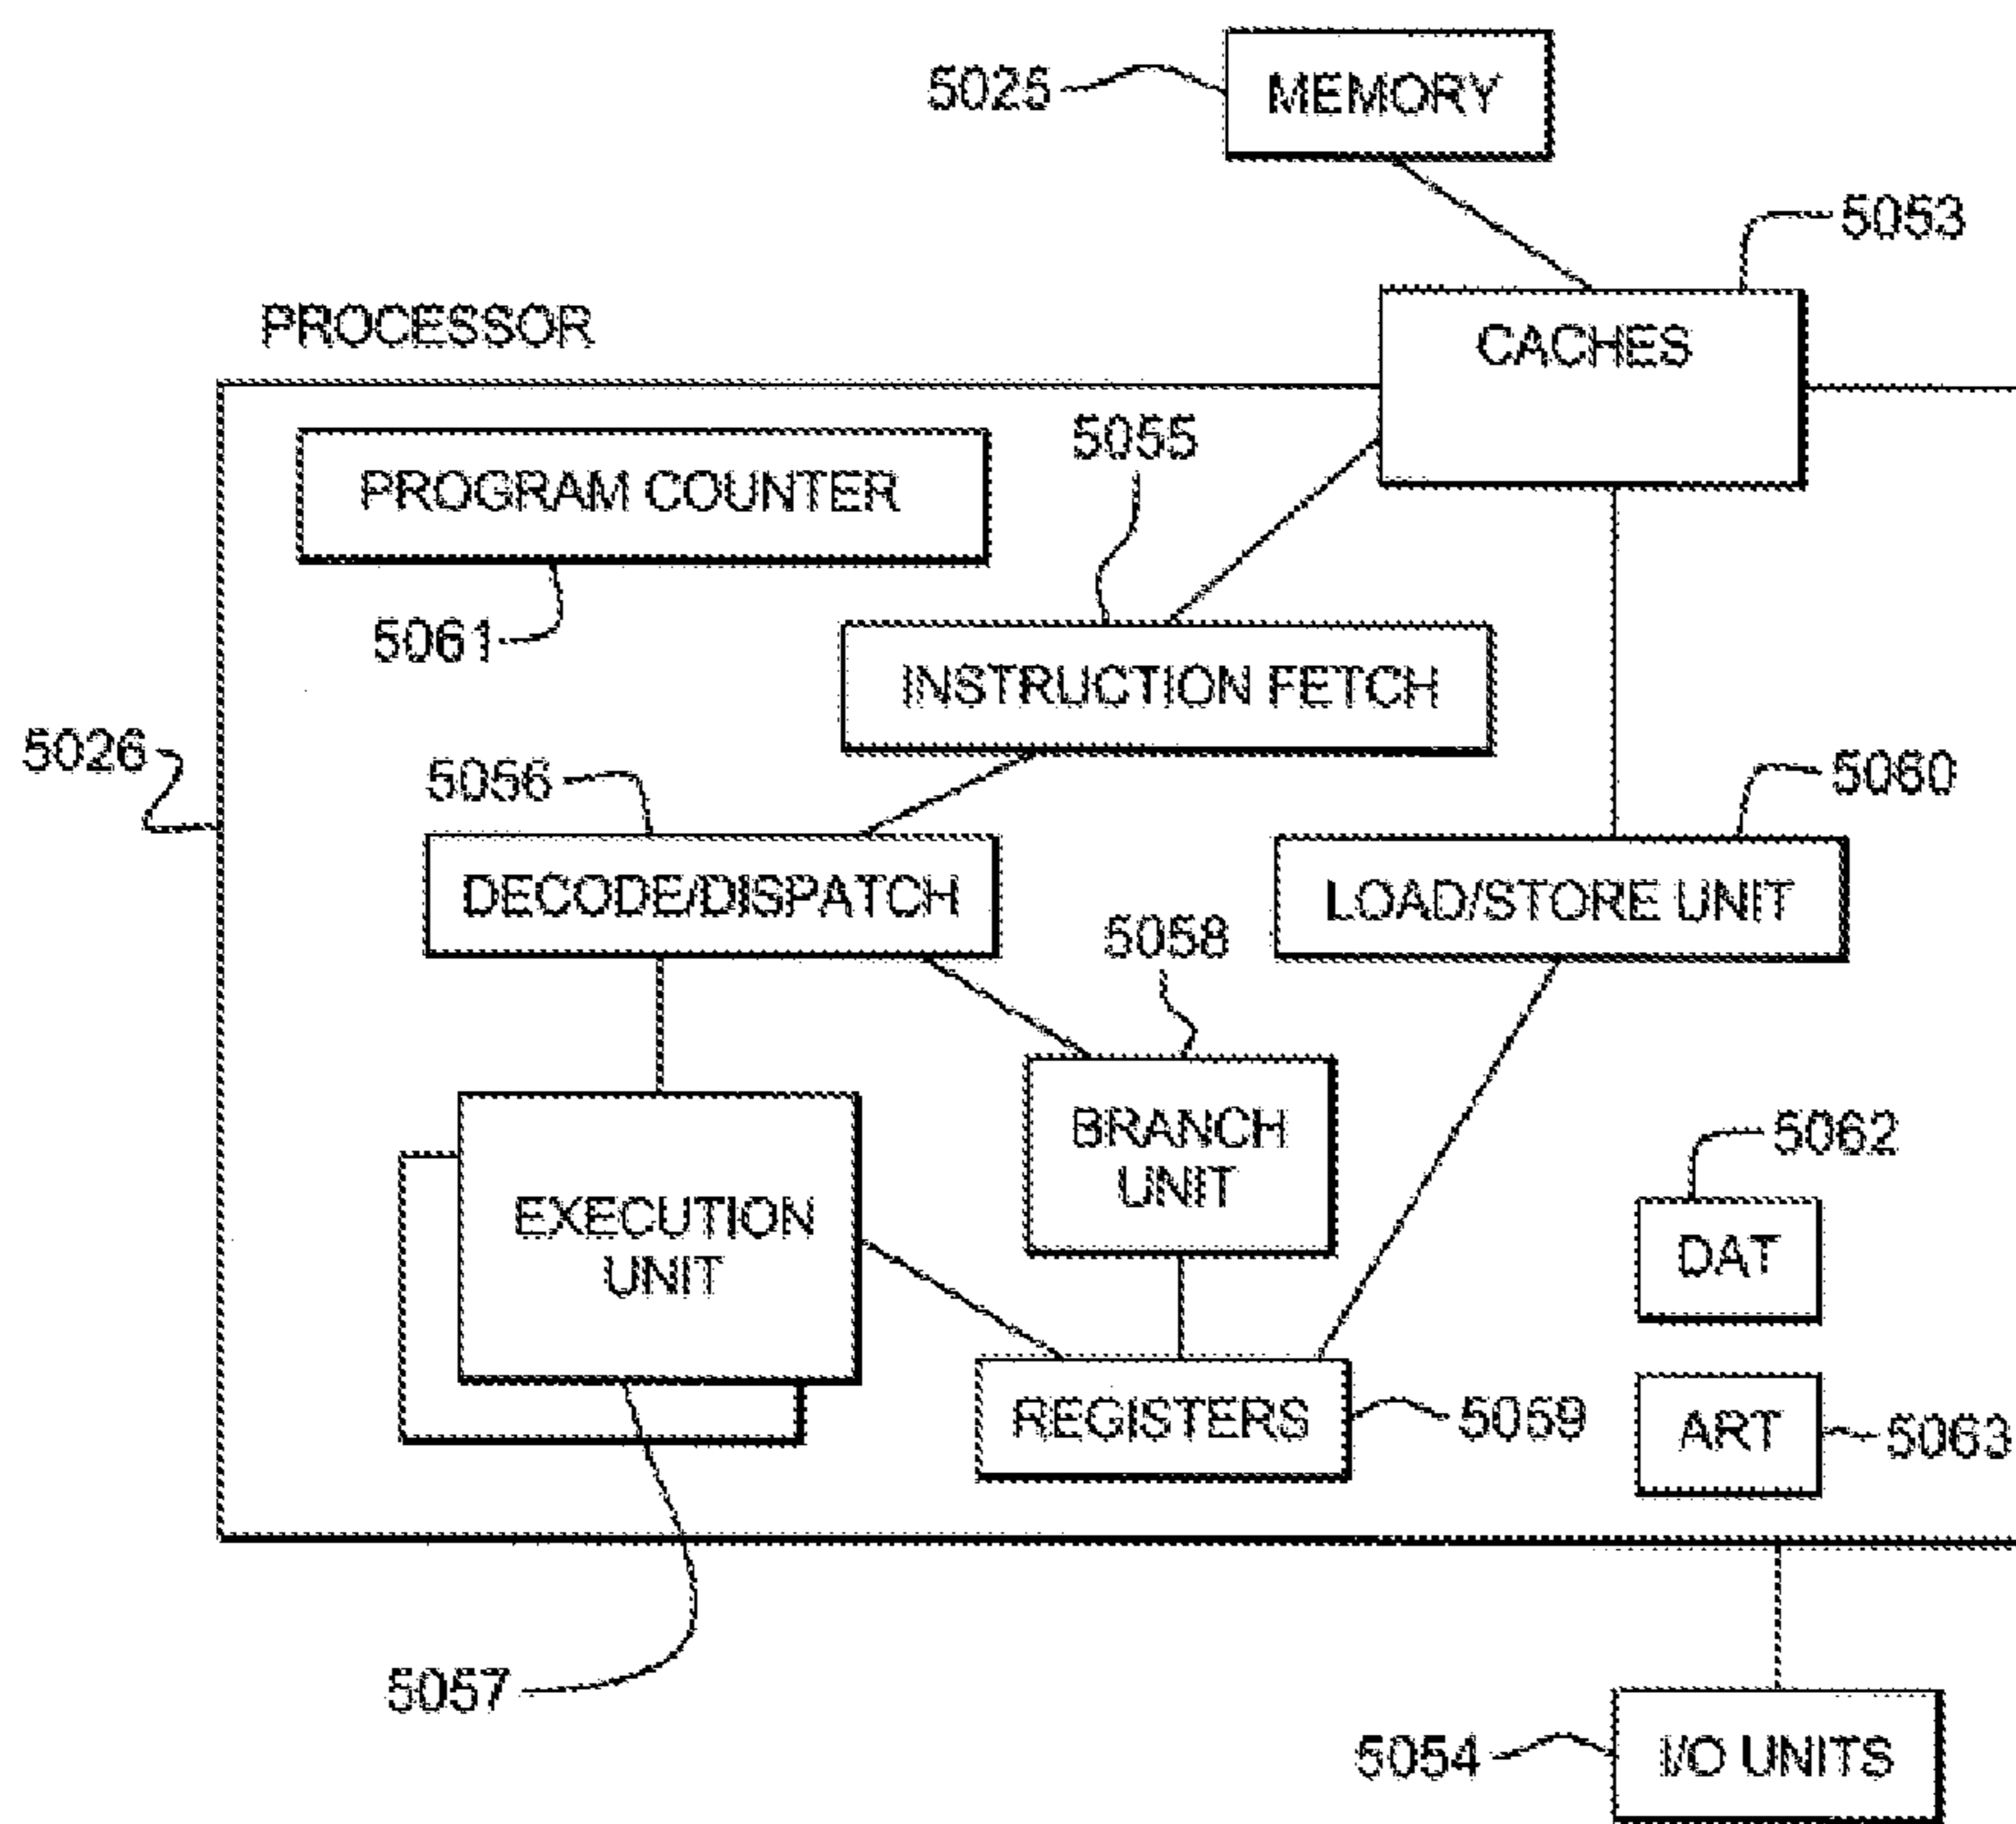 5025
MEMORY
5053
CACHES
PROCESSOR
PROGRAM COUNTER
5055
5061
INSTRUCTION FETCH
5026
5056
5060
DECODE/DISPATCH
LOAD/STORE UNIT
5058
BRANCH
UNIT
5062
EXECUTION
UNIT
DAT
REGISTERS
5059
ART
5063
5057
5054
I/O UNITS